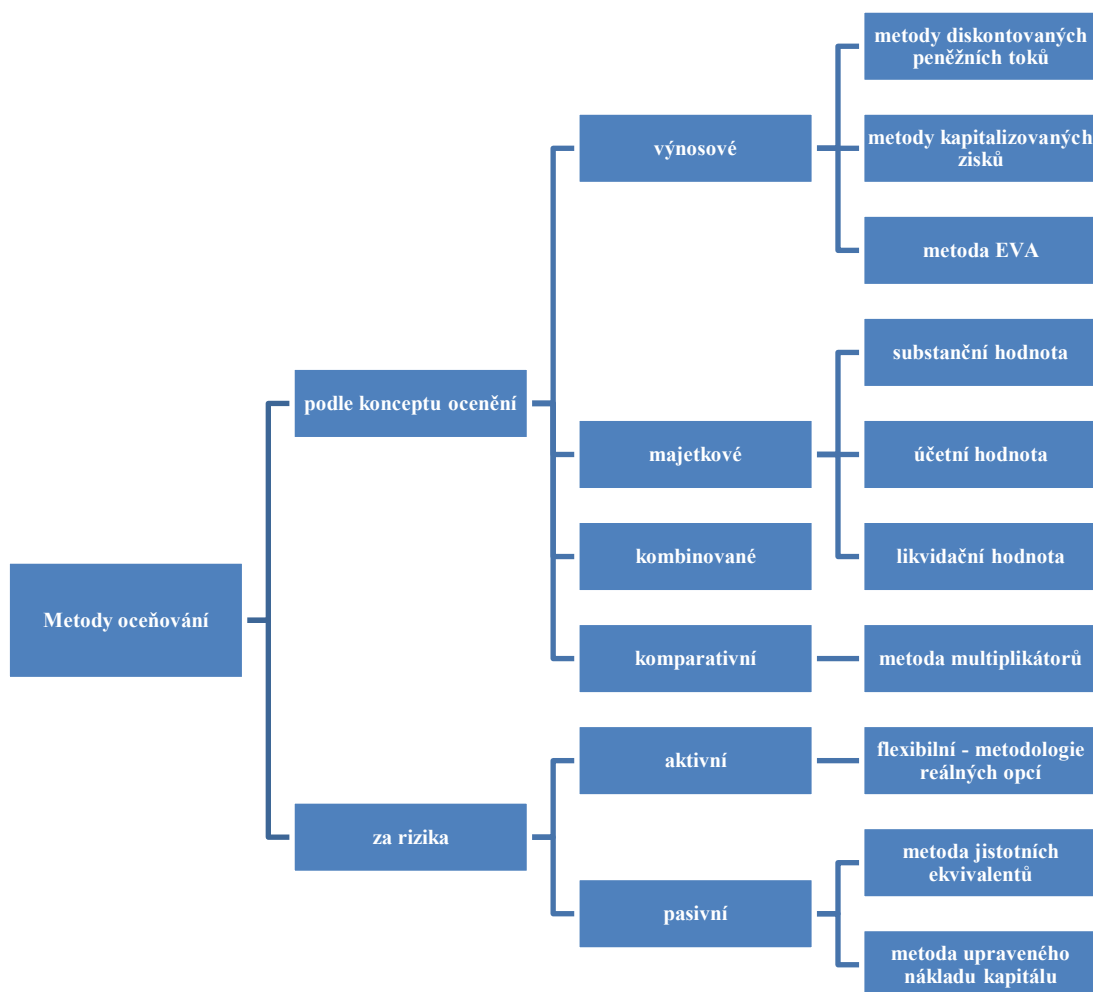 metody diskontovaných
peněžních toků
výnosové
metody kapitalizovaných
zisků
metoda EVA
substanční hodnota
podle konceptu ocenění
majetkové
účetní hodnota
kombinované
likvidační hodnota
Metody oceňování
komparativní
metoda multiplikátorů
aktivní
flexibilní - metodologie
reálných opcí
za rizika
metoda jistotních
ekvivalentů
pasivní
metoda upraveného
nákladu kapitálu